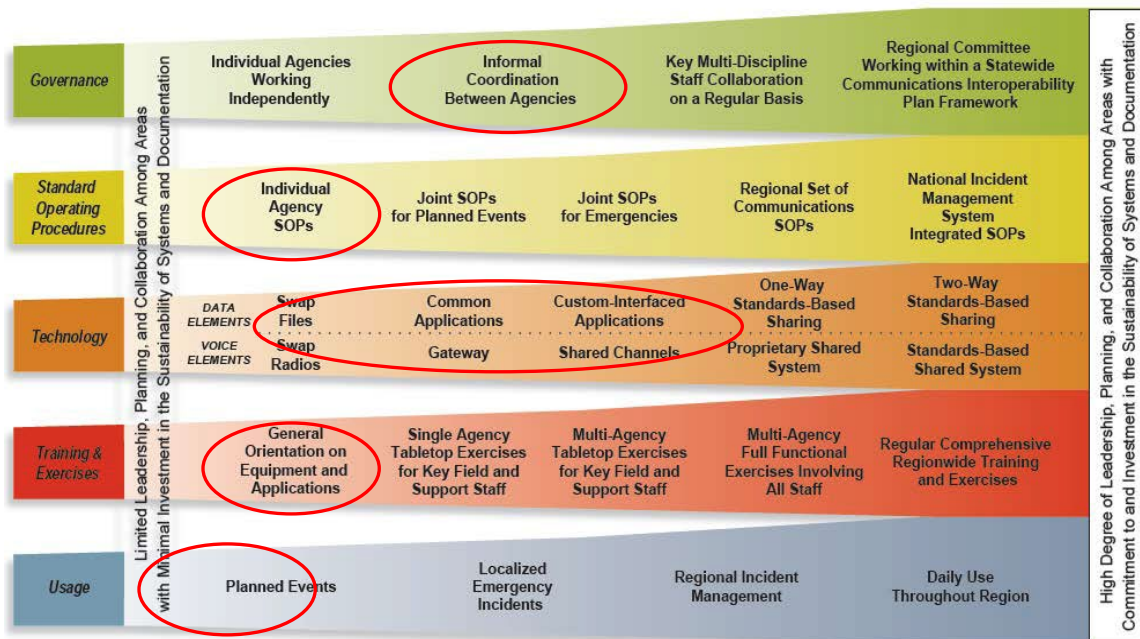 Limited Leadership, Planning, and Collaboration Among Areas
with Minimal Investment in the Sustainability of Systems and Documentation
Governance
Individual Agencies
Working
Independently
Informal
Coordination
Between Agencies
Key Multi-Discipline
Staff Collaboration
on a Regular Basis
Regional Committee
Working within a Statewide
Communications Interoperability
Plan Framework
Standard
Operating
Procedures
Individual
Agency
SOPs
Joint SOPs
for Planned Events
Joint SOPs
for Emergencies
Regional Set of
Communications
SOPs
National Incident
Management
System
Integrated SOPs
Technology
DATA
ELEMENTS
Swap
Files
Common
Applications
Custom-Interfaced
Applications
One-Way
Standards-Based
Sharing
Two-Way
Standards-Based
Sharing
VOICE
ELEMENTS
Swap
Radios
Gateway
Shared Channels
Proprietary Shared
System
Standards-Based
Shared System
Training &
Exercises
General
Orientation on
Equipment and
Applications
Single Agency
Tabletop Exercises
for Key Field and
Support Staff
Multi-Agency
Tabletop Exercises
for Key Field and
Support Staff
Multi-Agency
Full Functional
Exercises Involving
All Staff
Regular Comprehensive
Regionwide Training
and Exercises
Usage
Planned Events
Localized
Emergency
Incidents
Regional Incident
Management
Daily Use
Throughout Region
High Degree of Leadership, Planning, and Collaboration Among Areas with
Commitment to and Investment in the Sustainability of Systems and Documentation